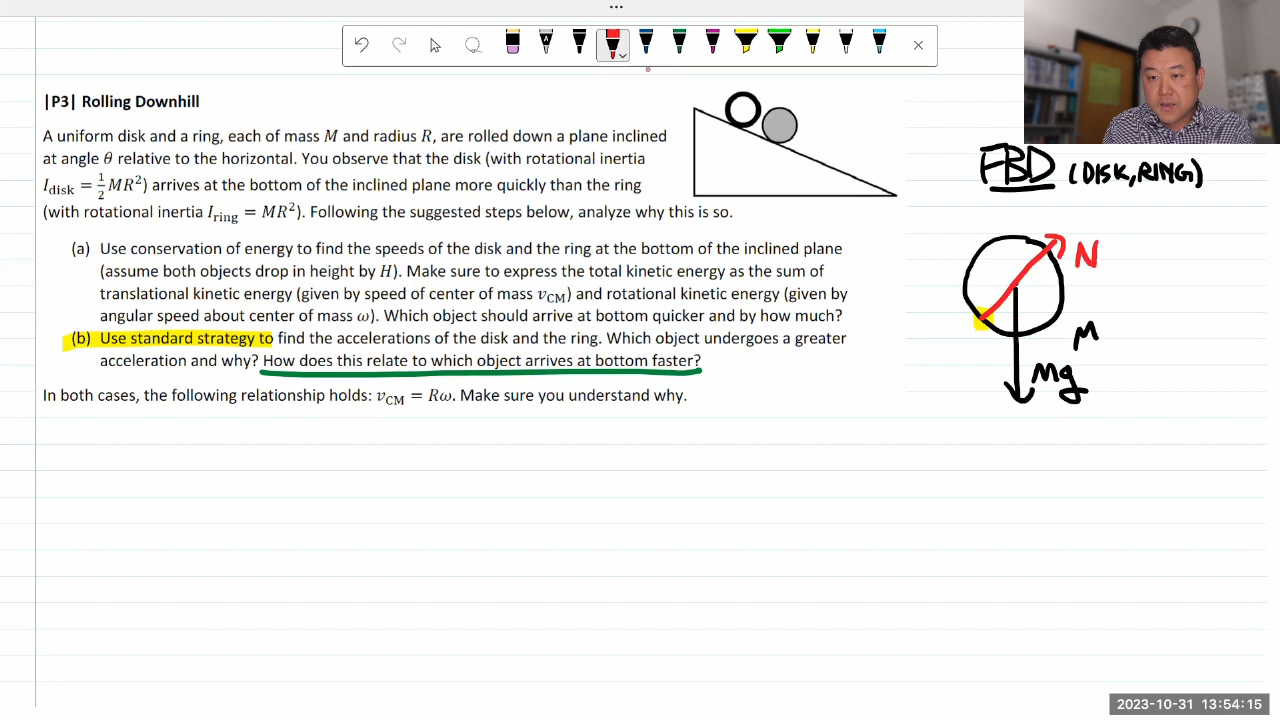 |P3| Rolling Downhill
A uniform disk and a ring, each of mass M and radius R, are rolled down a plane inclined
at angle θ relative to the horizontal. You observe that the disk (with rotational inertia
I_disk = 1/2 MR²) arrives at the bottom of the inclined plane more quickly than the ring
(with rotational inertia I_ring = MR²). Following the suggested steps below, analyze why this is so.
(a) Use conservation of energy to find the speeds of the disk and the ring at the bottom of the inclined plane
(assume both objects drop in height by H). Make sure to express the total kinetic energy as the sum of
translational kinetic energy (given by speed of center of mass v_CM) and rotational kinetic energy (given by
angular speed about center of mass ω). Which object should arrive at bottom quicker and by how much?
(b) Use standard strategy to find the accelerations of the disk and the ring. Which object undergoes a greater
acceleration and why? How does this relate to which object arrives at bottom faster?
In both cases, the following relationship holds: v_CM = Rω. Make sure you understand why.
FBD (DISK, RING)
N
M
Mg
2023-10-31 13:54:15